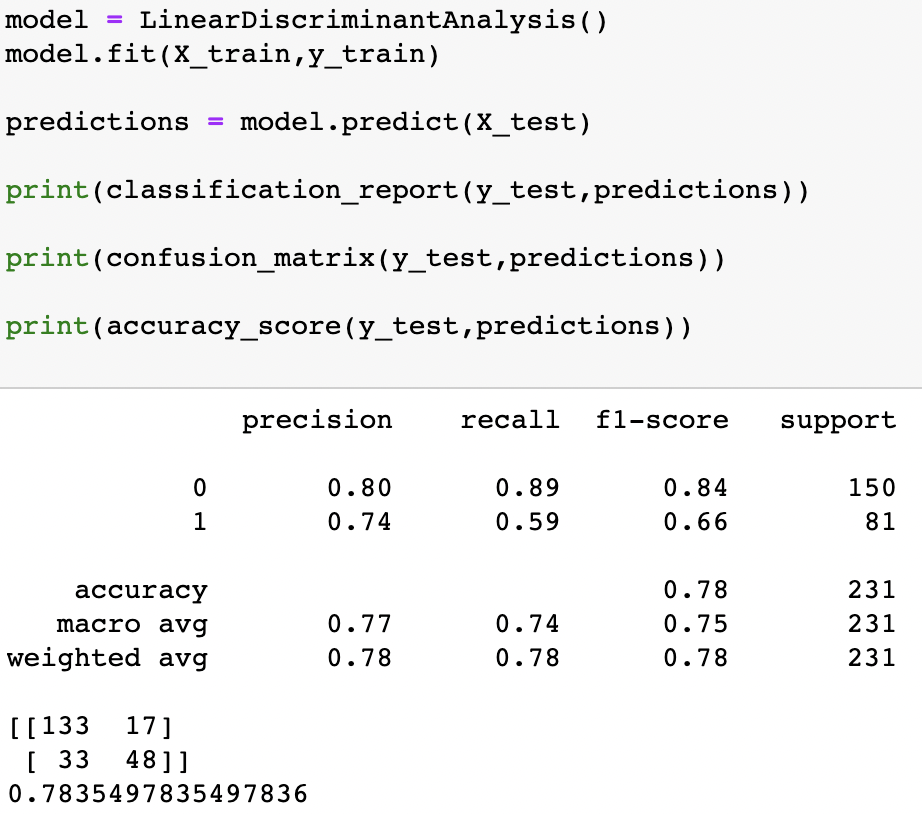 model = LinearDiscriminantAnalysis()
model.fit(X_train,y_train)
predictions = model.predict(X_test)
print(classification_report(y_test,predictions))
print(confusion_matrix(y_test,predictions))
print(accuracy_score(y_test,predictions))
precision recall f1-score support
0 0.80 0.89 0.84 150
1 0.74 0.59 0.66 81
accuracy 0.78 231
macro avg 0.77 0.74 0.75 231
weighted avg 0.78 0.78 0.78 231
[[133 17]
[ 33 48]]
0.7835497835497836